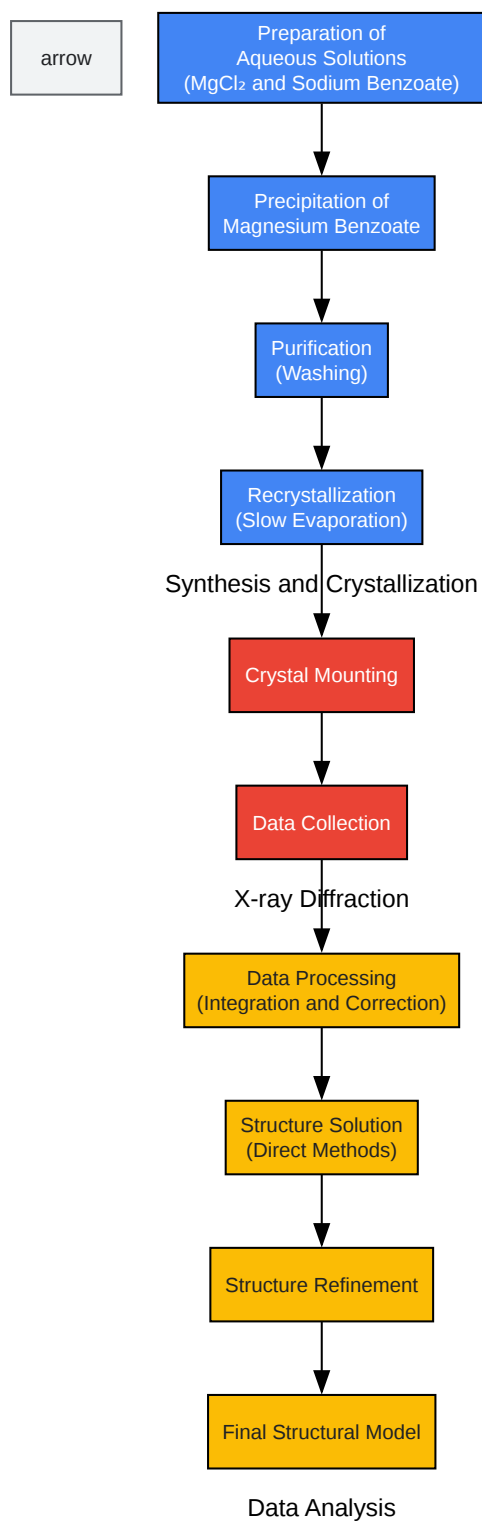 arrow
Preparation of
Aqueous Solutions
(MgCl₂ and Sodium Benzoate)
Precipitation of
Magnesium Benzoate
Purification
(Washing)
Recrystallization
(Slow Evaporation)
Synthesis and Crystallization
Crystal Mounting
Data Collection
X-ray Diffraction
Data Processing
(Integration and Correction)
Structure Solution
(Direct Methods)
Structure Refinement
Final Structural Model
Data Analysis